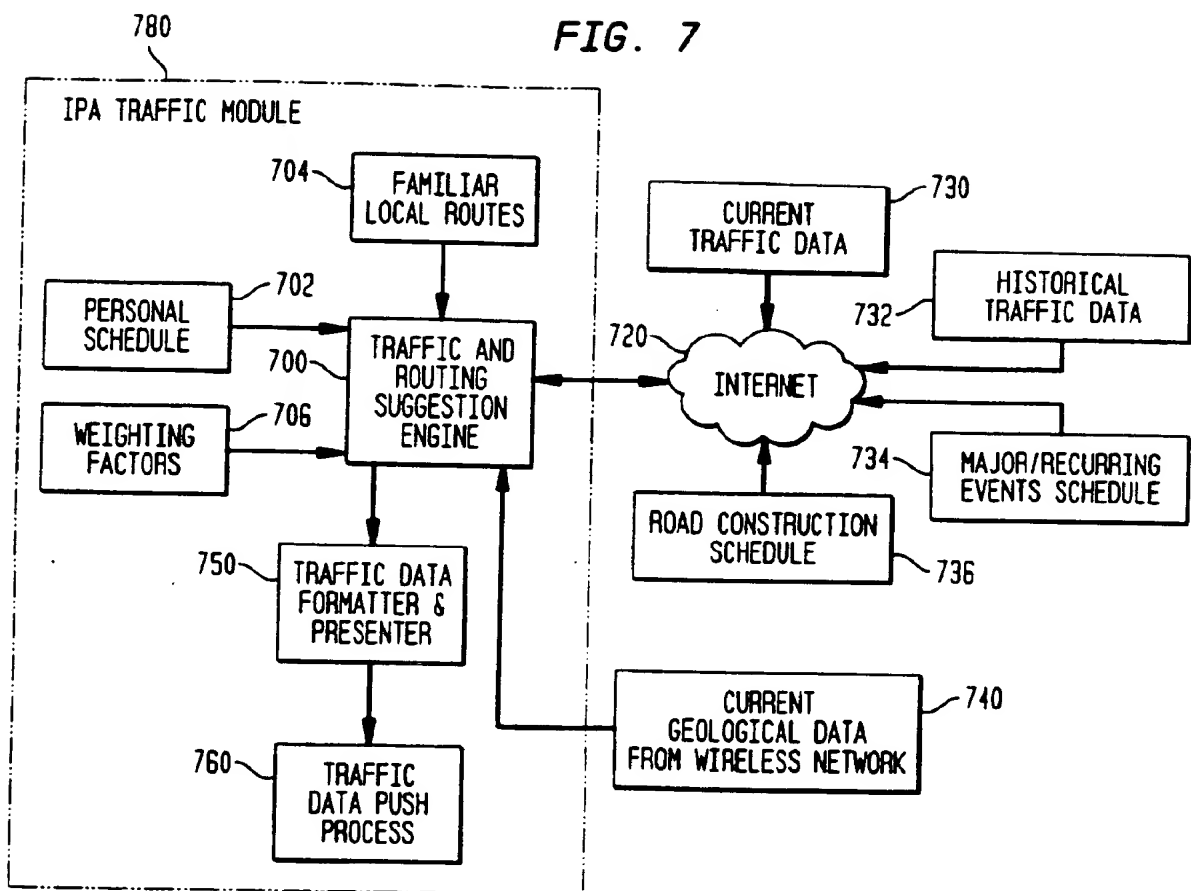 780
FIG. 7
IPA TRAFFIC MODULE
704
FAMILIAR
LOCAL ROUTES
730
CURRENT
TRAFFIC DATA
702
PERSONAL
SCHEDULE
HISTORICAL
TRAFFIC DATA
732
700
TRAFFIC AND
ROUTING
SUGGESTION
ENGINE
720
INTERNET
706
WEIGHTING
FACTORS
734
MAJOR/RECURRING
EVENTS SCHEDULE
ROAD CONSTRUCTION
SCHEDULE
736
750
TRAFFIC DATA
FORMATTER &
PRESENTER
CURRENT
GEOLOGICAL DATA
FROM WIRELESS NETWORK
740
760
TRAFFIC
DATA PUSH
PROCESS